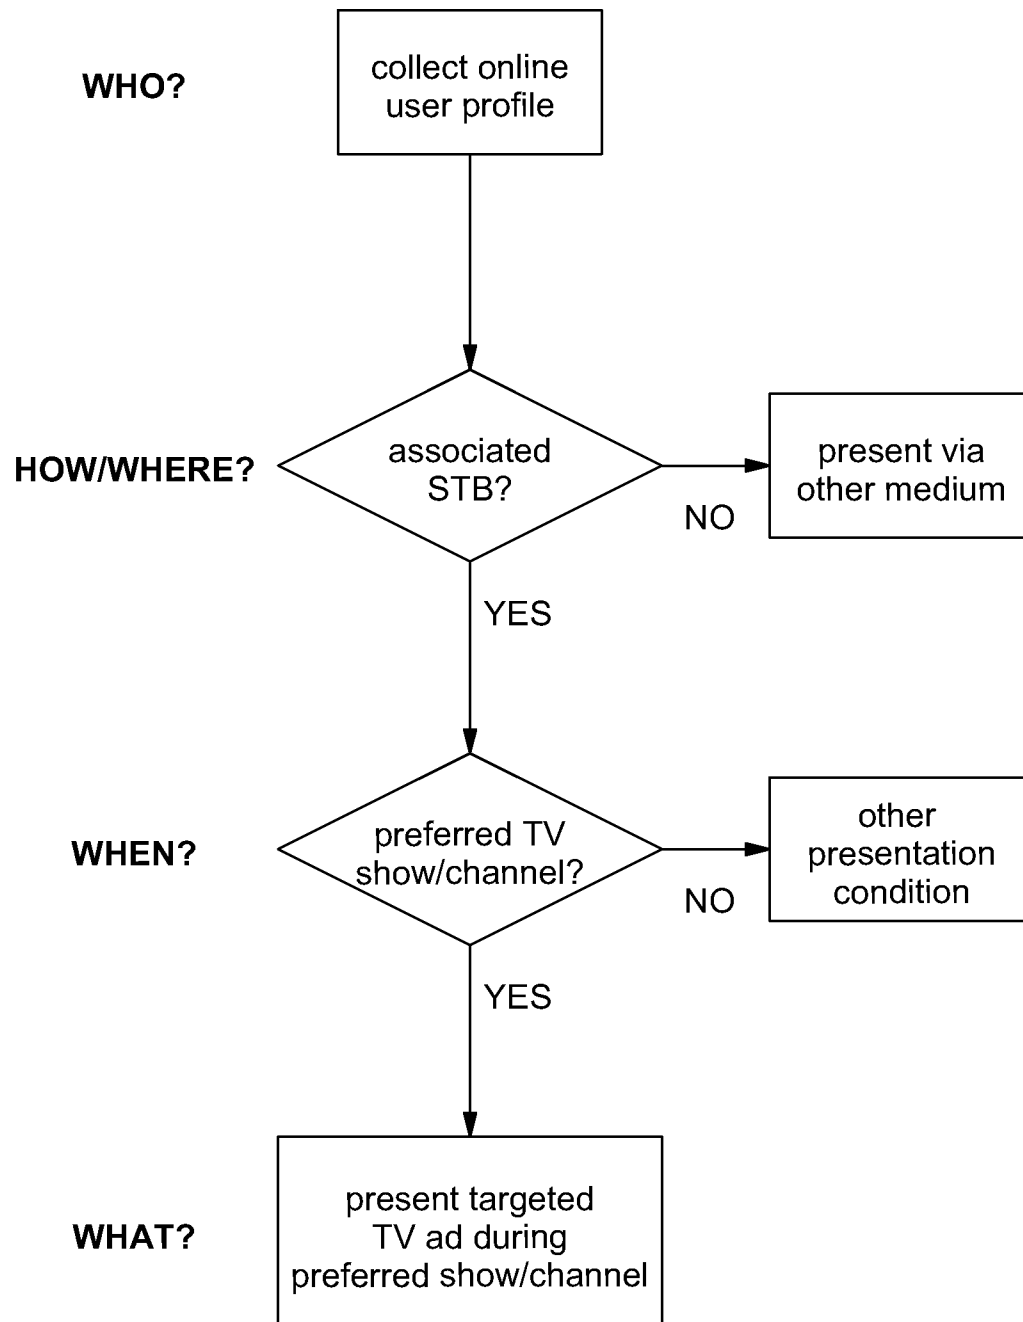 WHO?
collect online
user profile
HOW/WHERE?
associated
STB?
NO
present via
other medium
YES
WHEN?
preferred TV
show/channel?
NO
other
presentation
condition
YES
WHAT?
present targeted
TV ad during
preferred show/channel